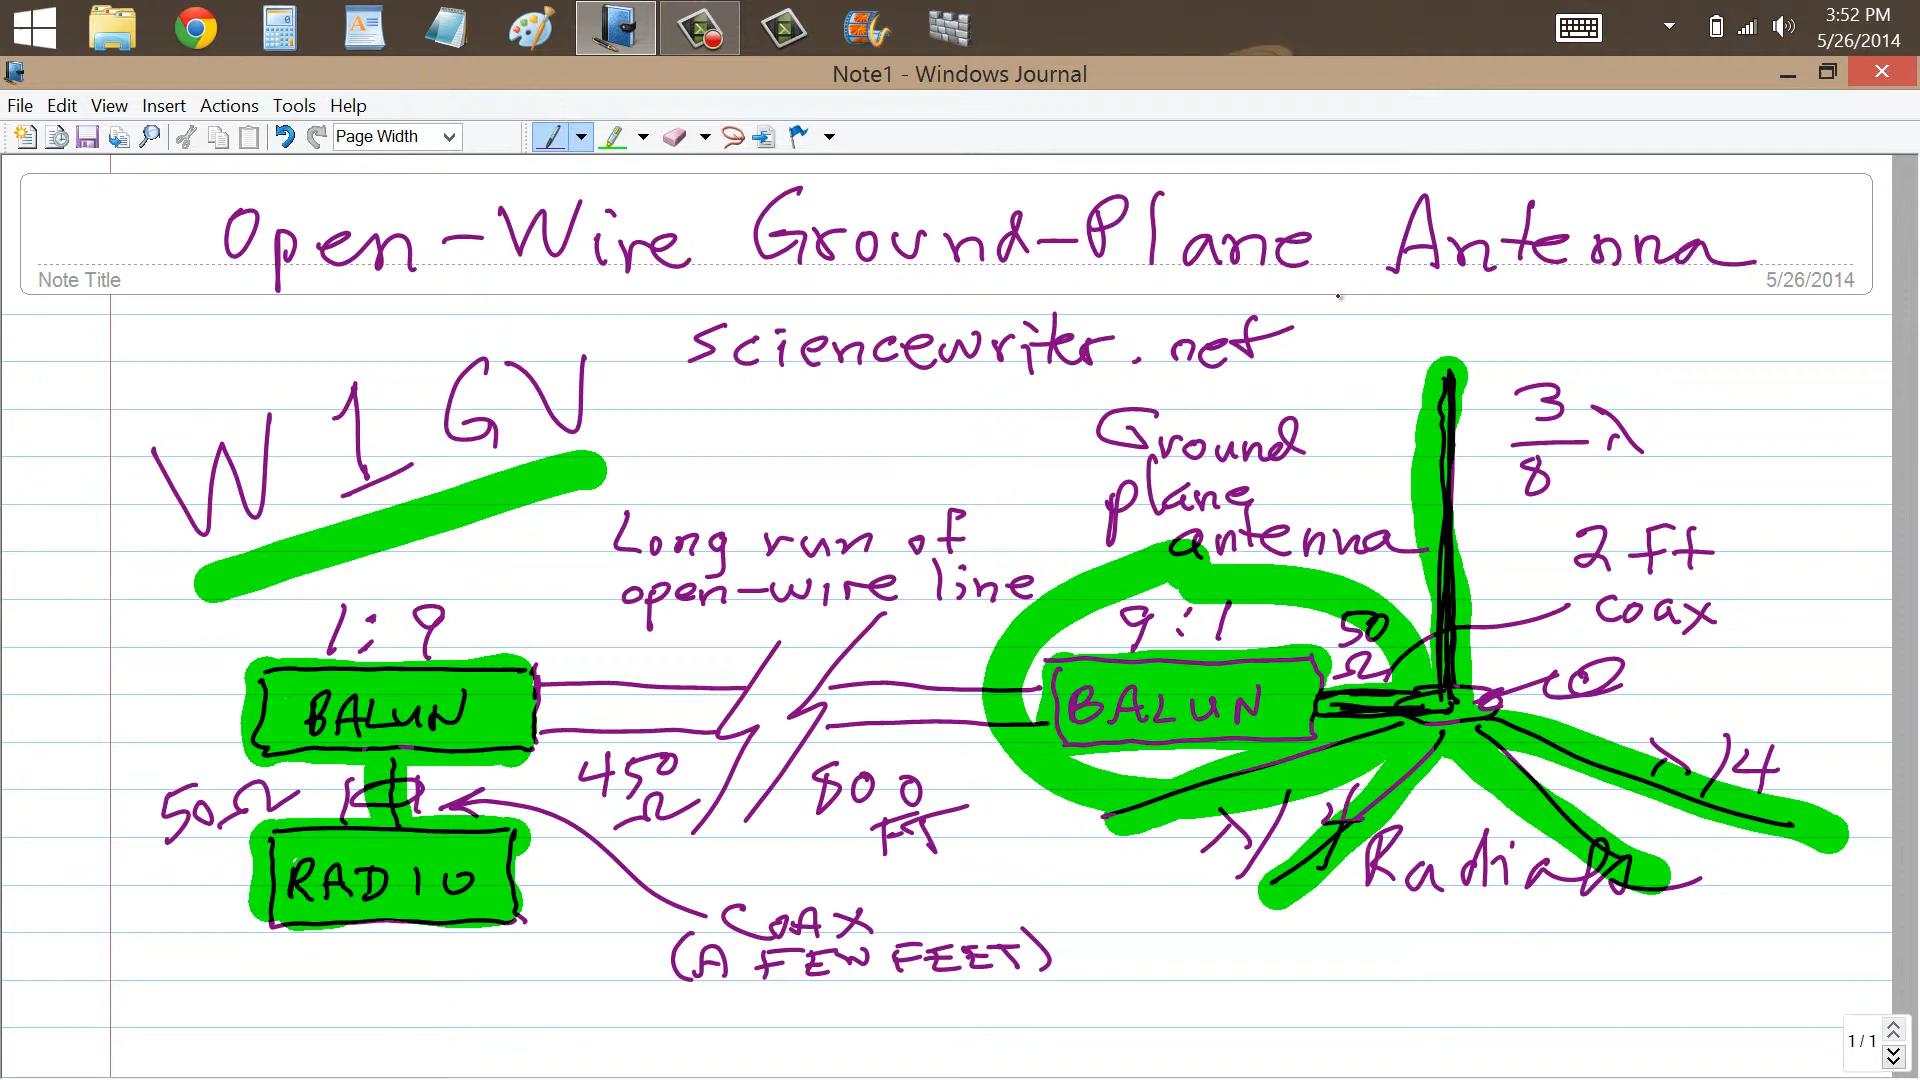 3:52 PM
5/26/2014
Note1 - Windows Journal
File Edit View Insert Actions Tools Help
Page Width
Open-Wire Ground-Plane Antenna
Note Title
5/26/2014
sciencewriter.net
W1GV
Ground
plane
antenna
3/8 λ
Long run of
open-wire line
2 Ft
coax
1:9
9:1
50
Ω
BALUN
BALUN
450
Ω
800
FT
50Ω
λ/4
λ/4
RADIO
Radials
COAX
(A FEW FEET)
1 / 1